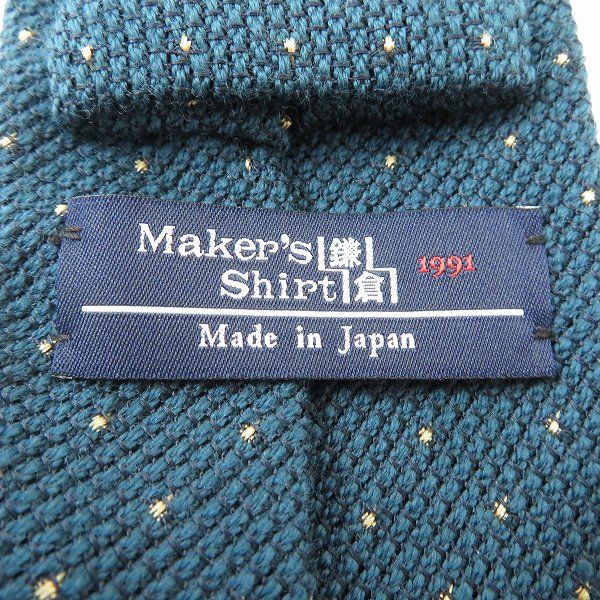 Maker's 鎌 1991
Shirt 倉
Made in Japan